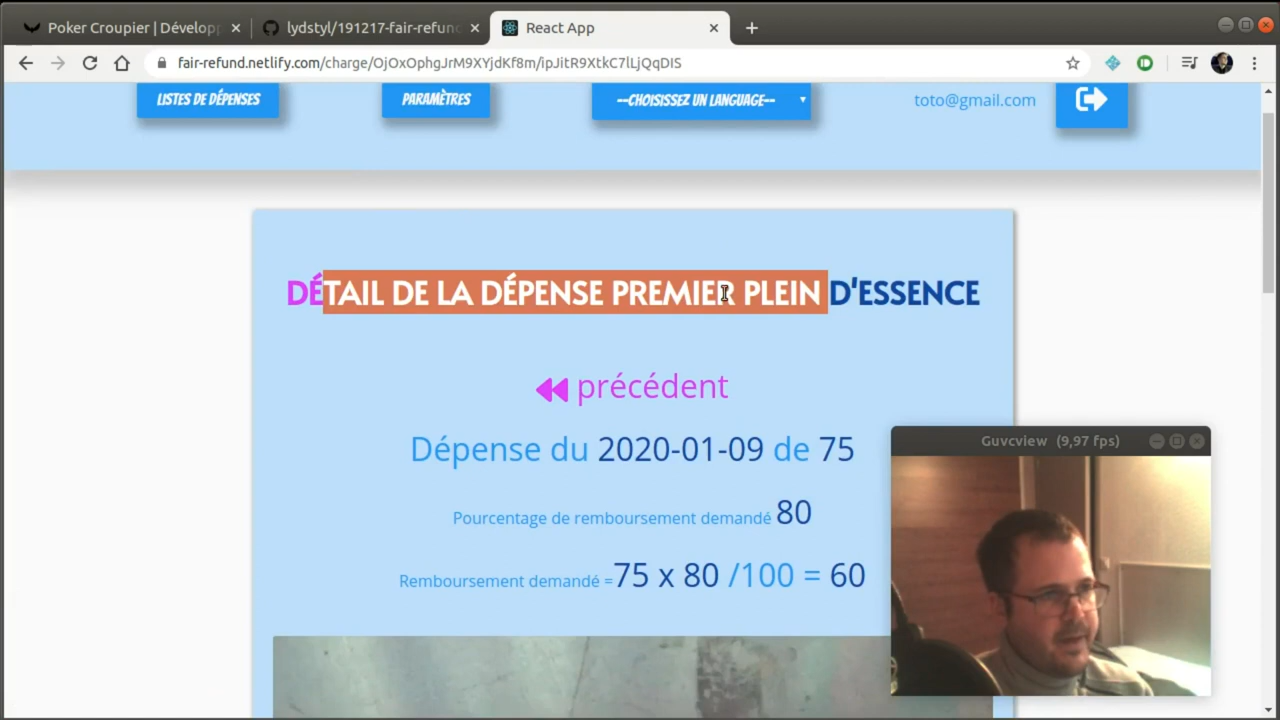 Poker Croupier | Dévelop
lydstyl/191217-fair-refund
React App
fair-refund.netlify.com/charge/OjOxOphgJrM9XYjdKf8m/ipJitR9XtkC7lLjQqDIS
LISTES DE DÉPENSES
PARAMÈTRES
--CHOISISSEZ UN LANGUAGE--
toto@gmail.com
DÉTAIL DE LA DÉPENSE PREMIER PLEIN D'ESSENCE
précédent
Dépense du 2020-01-09 de 75
Pourcentage de remboursement demandé 80
Remboursement demandé =75 x 80 /100 = 60
Guvcview (9,97 fps)